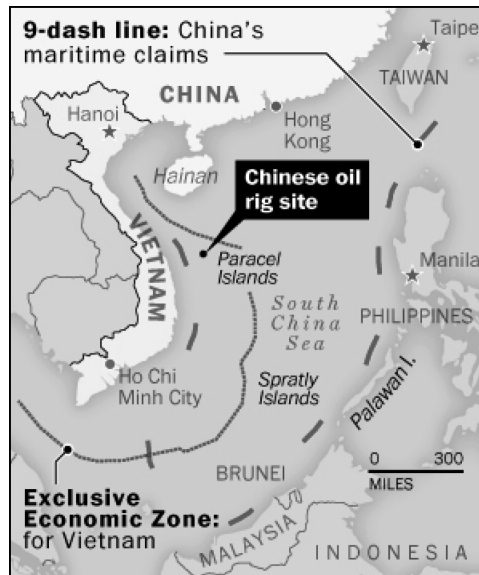 9-dash line: China's
maritime claims
Taipe
TAIWAN
CHINA
Hanoi
Hong
Kong
Hainan
Chinese oil
rig site
VIETNAM
Paracel
Islands
Manila
South
China
Sea
PHILIPPINES
Ho Chi
Minh City
Spratly
Islands
Palawan I.
0 300
MILES
BRUNEI
Exclusive
Economic Zone:
for Vietnam
MALAYSIA
INDONESIA